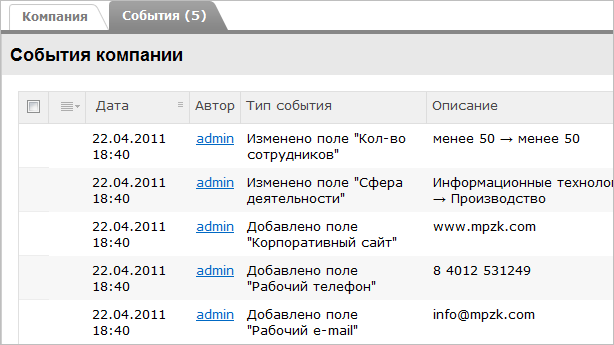 Компания
События (5)
События компании
Дата Автор Тип события Описание
22.04.2011 admin Изменено поле "Кол-во менее 50 → менее 50
18:40 сотрудников"
22.04.2011 admin Изменено поле "Сфера Информационные техноло
18:40 деятельности" → Производство
22.04.2011 admin Добавлено поле www.mpzk.com
18:40 "Корпоративный сайт"
22.04.2011 admin Добавлено поле 8 4012 531249
18:40 "Рабочий телефон"
22.04.2011 admin Добавлено поле info@mpzk.com
18:40 "Рабочий e-mail"